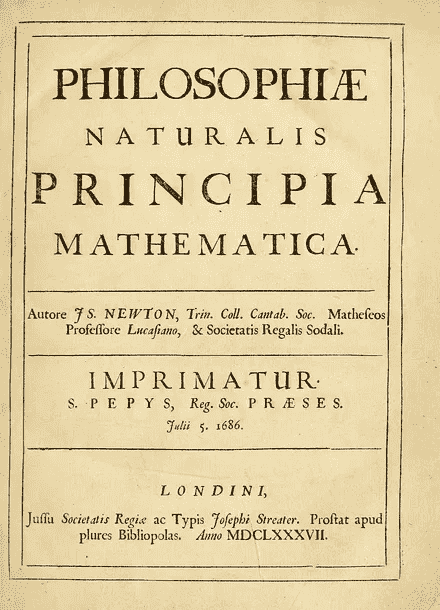 PHILOSOPHIÆ
NATURALIS
PRINCIPIA
MATHEMATICA.
Autore J S. NEWTON, Trin. Coll. Cantab. Soc. Matheſeos
Profeſſore Lucaſiano, & Societatis Regalis Sodali.
IMPRIMATUR.
S. PEPYS, Reg. Soc. PRÆSES.
Julii 5. 1686.
LONDINI,
Juſſu Societatis Regiæ ac Typis Joſephi Streater. Proſtat apud
plures Bibliopolas. Anno MDCLXXXVII.